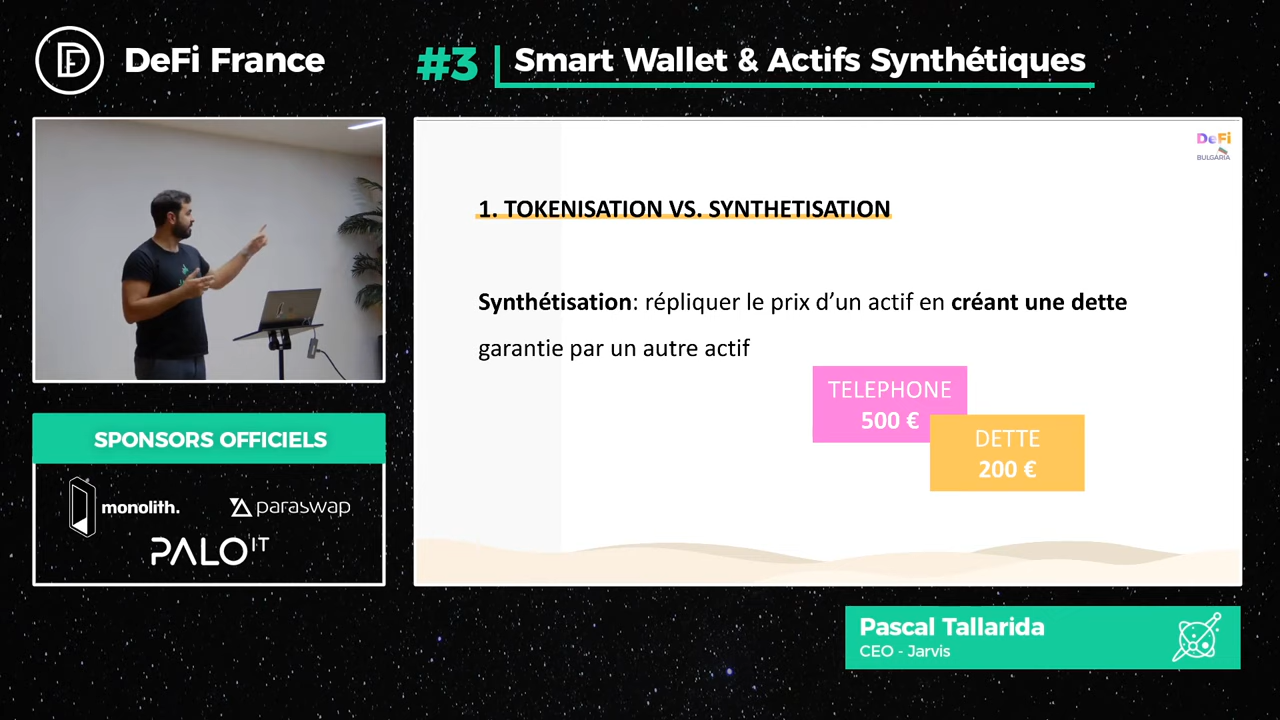 DeFi France
#3
Smart Wallet & Actifs Synthétiques
DeFi
BULGARIA
1. TOKENISATION VS. SYNTHETISATION
Synthétisation: répliquer le prix d’un actif en créant une dette
garantie par un autre actif
TELEPHONE
500 €
DETTE
200 €
SPONSORS OFFICIELS
monolith.
paraswap
PALO IT
Pascal Tallarida
CEO - Jarvis